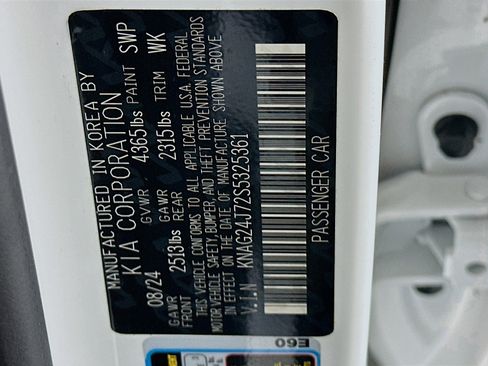 MANUFACTURED IN KOREA BY
KIA CORPORATION
08/24 GVWR 4365lbs PAINT SWP
GAWR FRONT 2513lbs GAWR REAR 2315lbs TRIM WK
THIS VEHICLE CONFORMS TO ALL APPLICABLE U.S.A. FEDERAL
MOTOR VEHICLE SAFETY, BUMPER, AND THEFT PREVENTION STANDARDS
IN EFFECT ON THE DATE OF MANUFACTURE SHOWN ABOVE
V.I.N KNAG24J72S5325361
PASSENGER CAR
E60